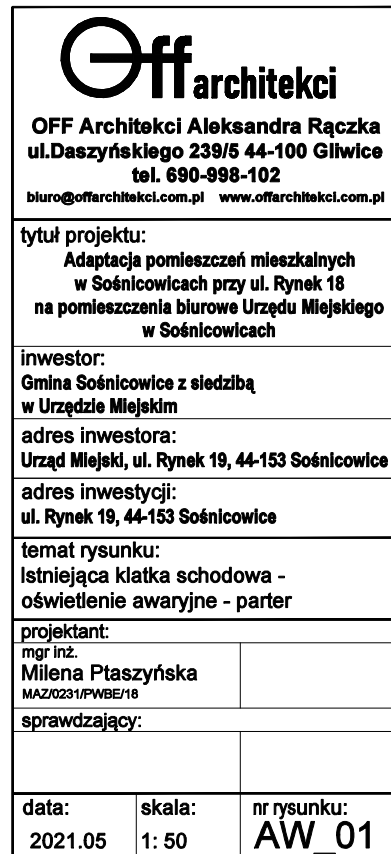 Off architekci
OFF Architekci Aleksandra Rączka
ul.Daszyńskiego 239/5 44-100 Gliwice
tel. 690-998-102
biuro@offarchitekci.com.pl www.offarchitekci.com.pl
tytuł projektu:
Adaptacja pomieszczeń mieszkalnych
w Sośnicowicach przy ul. Rynek 18
na pomieszczenia biurowe Urzędu Miejskiego
w Sośnicowicach
inwestor:
Gmina Sośnicowice z siedzibą
w Urzędzie Miejskim
adres inwestora:
Urząd Miejski, ul. Rynek 19, 44-153 Sośnicowice
adres inwestycji:
ul. Rynek 19, 44-153 Sośnicowice
temat rysunku:
Istniejąca klatka schodowa -
oświetlenie awaryjne - parter
projektant:
mgr inż.
Milena Ptaszyńska
MAZ/0231/PWBE/18
sprawdzający:
data: skala: nr rysunku:
2021.05 1: 50 AW_01